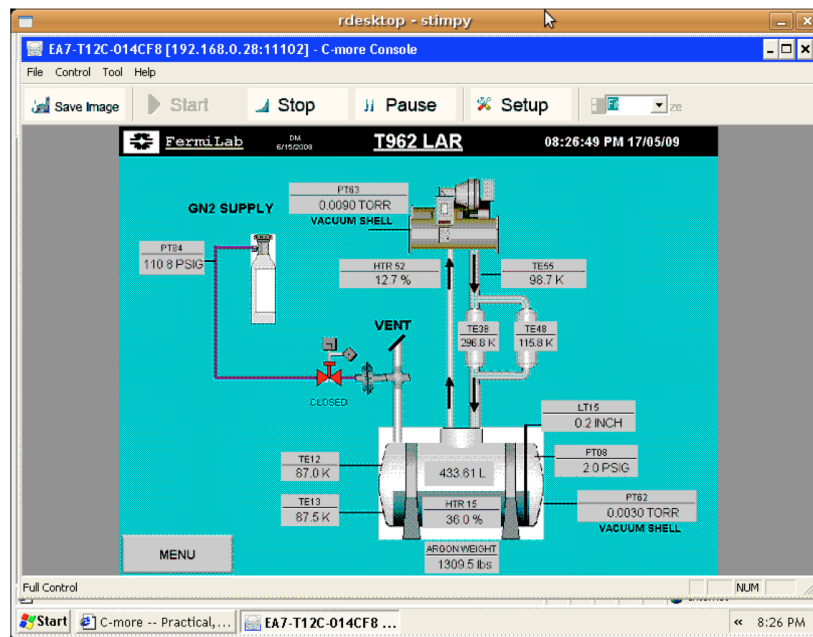 rdesktop - stimpy
EA7-T12C-014CF8 [192.168.0.28:11102] - C-more Console
File Control Tool Help
Save Image Start Stop Pause Setup ze
FermiLab
DM
6/15/2008
T962 LAR
08:26:49 PM 17/05/09
PT63
0.0090 TORR
VACUUM SHELL
GN2 SUPPLY
PT84
110.8 PSIG
HTR 52
12.7 %
TE55
98.7 K
VENT
TE38
296.8 K
TE48
115.8 K
CLOSED
LT15
0.2 INCH
TE12
87.0 K
433.61 L
PT08
2.0 PSIG
TE13
87.5 K
HTR 15
36.0 %
PT62
0.0030 TORR
VACUUM SHELL
MENU
ARGON WEIGHT
1309.5 lbs
Full Control
NUM
Start C-more -- Practical,... EA7-T12C-014CF8 ... « 8:26 PM